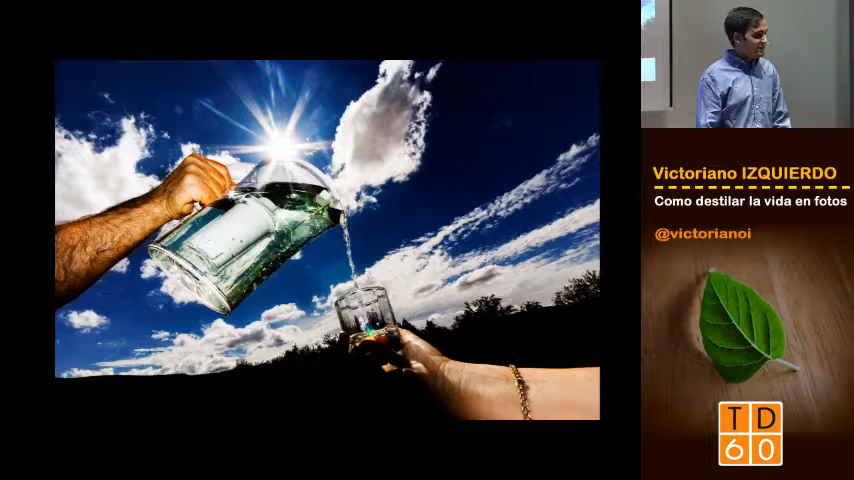 Victoriano IZQUIERDO
Como destilar la vida en fotos
@victorianoi
TD
60